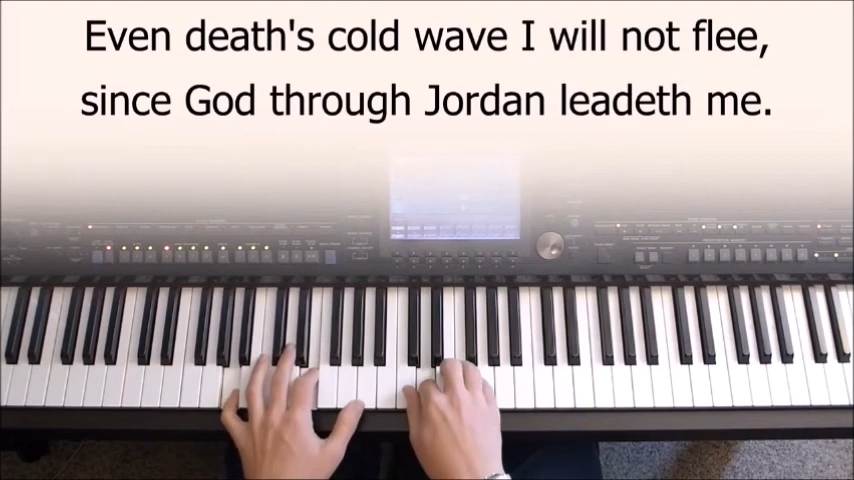 Even death's cold wave I will not flee,
since God through Jordan leadeth me.